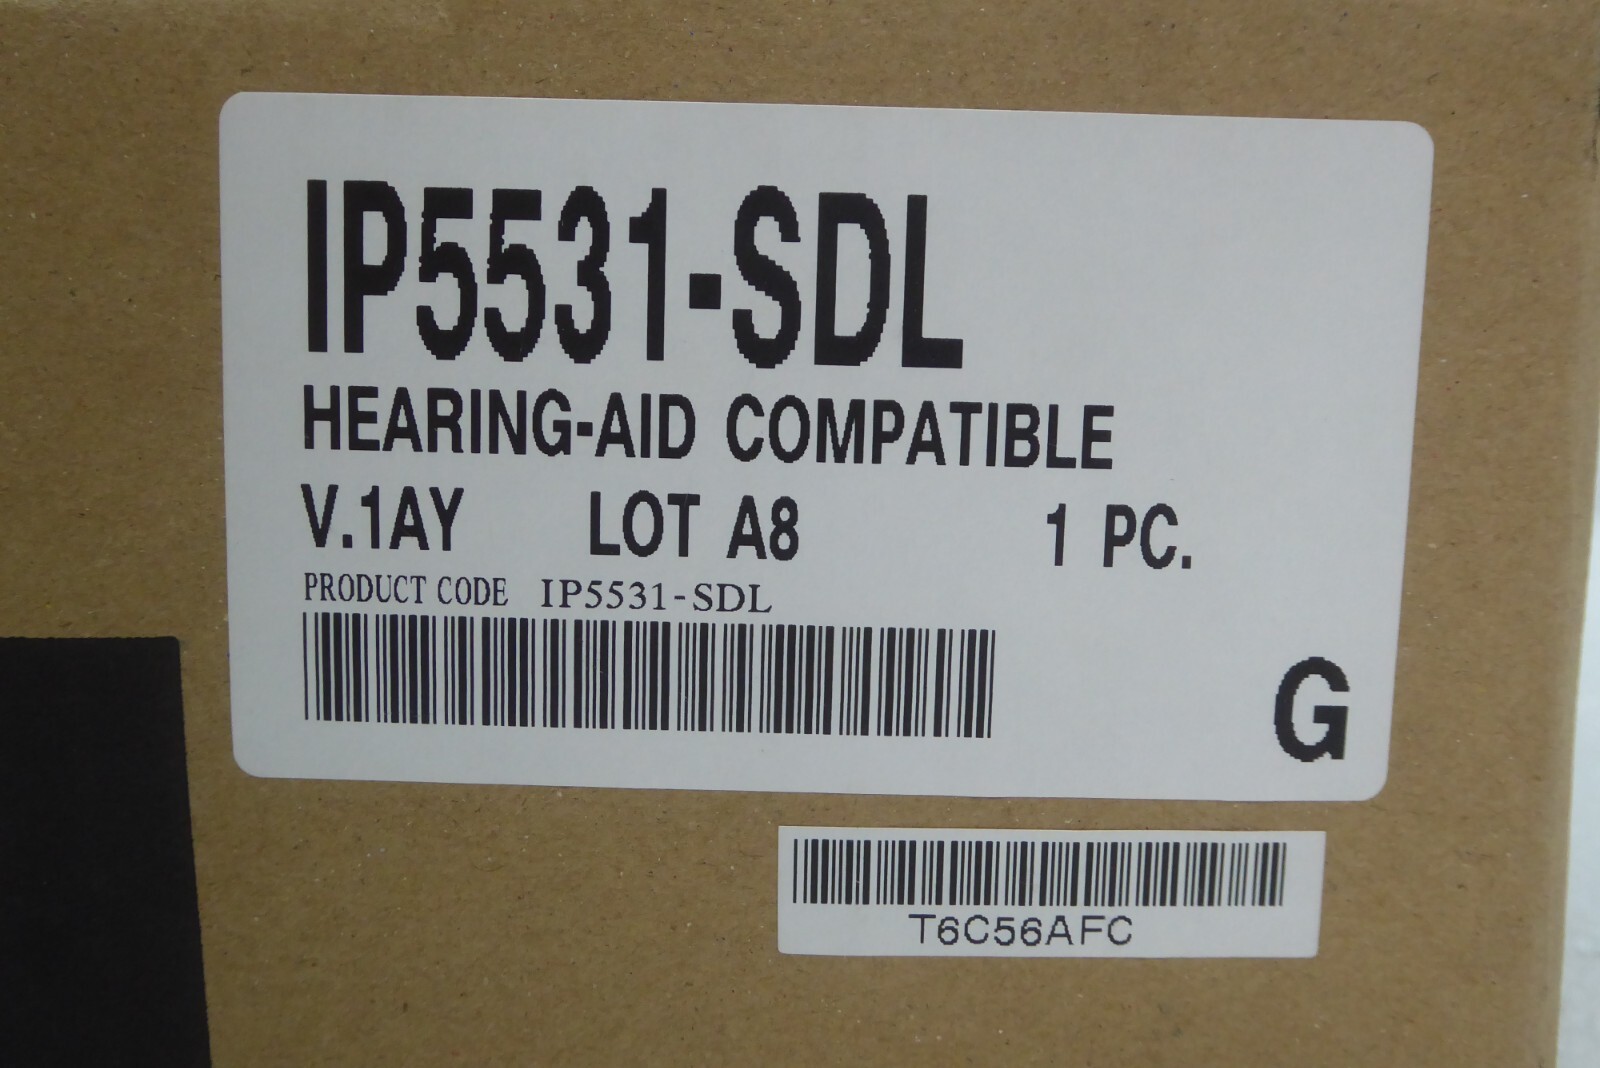 IP5531-SDL
HEARING-AID COMPATIBLE
V.1AY LOT A8 1 PC.
PRODUCT CODE IP5531-SDL
G
T6C56AFC